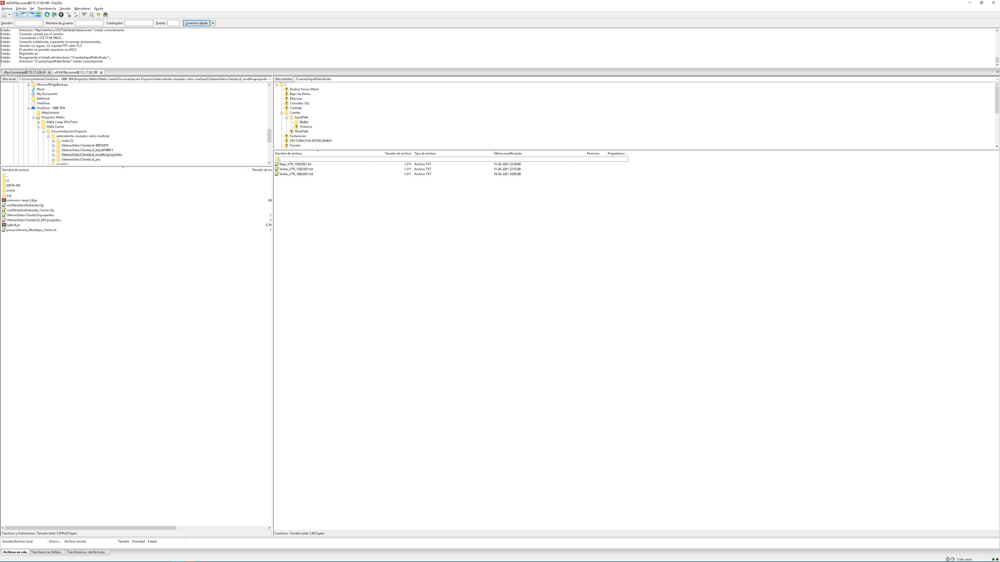 vtr%2Fftpcarrier@172.17.58.199 - FileZilla
Archivo Edición Ver Transferencia Servidor Marcadores Ayuda
Servidor: Nombre de usuario: Contraseña: Puerto: Conexión rápida
Estado: Directorio "/ftp/interfaces/OUTQA/ldiab/data/ventas" listado correctamente
Estado: Conexión cerrada por el servidor
Estado: Conectando a 172.17.58.199:21...
Estado: Conexión establecida, esperando el mensaje de bienvenida...
Estado: Servidor no seguro, no soporta FTP sobre TLS.
Estado: El servidor no permite caracteres no ASCII.
Estado: Registrado en
Estado: Recuperando el listado del directorio "/Cuenta/InputPath/Andes"...
Estado: Directorio "/Cuenta/InputPath/Andes" listado correctamente
sftp://usroutqa@172.17.226.24 vtr%2Fftpcarrier@172.17.58.199
Sitio local: C:\Users\jsilvamar\OneDrive - 160K SPA\Proyectos Mallas\Malla Carrier\Documentación Proyecto\antecedentes enviados carlos martinez\ObtenerDatosClienteLdi_modificapropisrti
MicrosoftEdgeBackups
Music
My Documents
NetHood
OneDrive
OneDrive - 160K SPA
Attachments
Proyectos Mallas
Malla Carga XPerTrack
Malla Carrier
Documentación Proyecto
antecedentes enviados carlos martinez
malla (1)
ObtenerDatosClienteLdi-09072019
ObtenerDatosClienteLdi_bkp20180411
ObtenerDatosClienteLdi_modificapropisrties
ObtenerDatosClienteLdi_pru
modelos
Nombre de archivo Tamaño de arc
..
cl
META-INF
oracle
org
commons-lang-2.6.jar 28
confVariablesAmbiente.cfg
confVariablesAmbiente_Carrier.cfg
ObtenerDatosClienteLDI.properties 1
ObtenerDatosClienteLDI_DEV.properties 1
ojdbc6.jar 2.74
procesoGenera_AltasBajas_Carrier.sh 1
7 archivos y 4 directorios. Tamaño total: 3.079.223 bytes
Sitio remoto: /Cuenta/InputPath/Andes
/
Analisis Forsus Movil
Bajas de Planes
Bitacoras
Consultas SQL
Contrato
Cuenta
InputPath
Andes
Historico
WorkPath
Facturacion
FACTURACION INTERCAMBIO
Forcobs
Nombre de archivo Tamaño de archivo Tipo de archivo Última modificación Permisos Propietario/...
..
Bajas_VTR_15022021.txt 1.211 Archivo TXT 15-02-2021 22:56:00
Ventas_VTR_15022021.txt 1.211 Archivo TXT 15-02-2021 22:55:00
Ventas_VTR_16022021.txt 1.211 Archivo TXT 16-02-2021 20:05:00
3 archivos. Tamaño total: 3.633 bytes
Servidor/Archivo local Direcci... Archivo remoto Tamaño Prioridad Estado
Archivos en cola Transferencias fallidas Transferencias satisfactorias
Cola: vacía